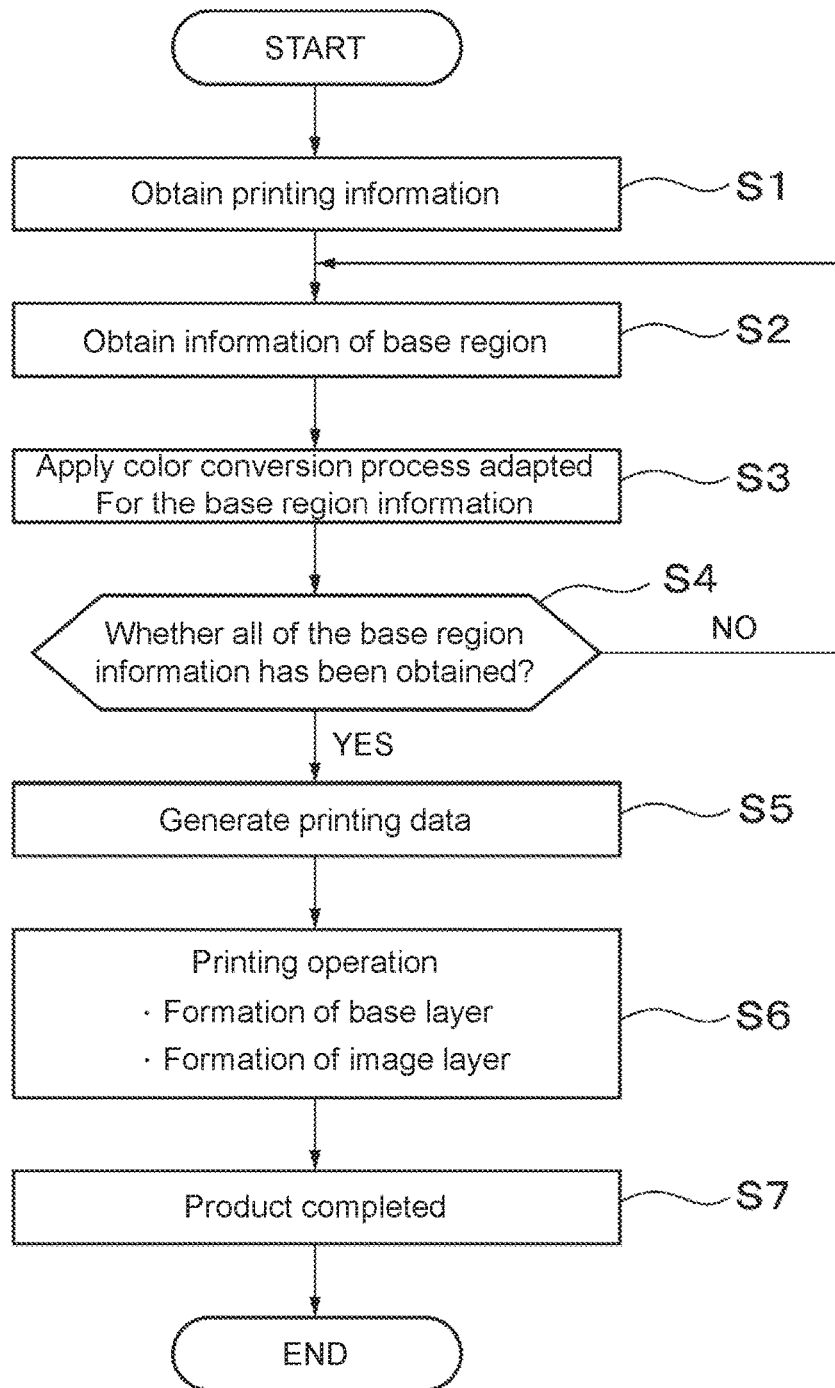 START
Obtain printing information
S1
Obtain information of base region
S2
Apply color conversion process adapted
For the base region information
S3
S4
Whether all of the base region
information has been obtained?
NO
YES
Generate printing data
S5
Printing operation
· Formation of base layer
· Formation of image layer
S6
Product completed
S7
END